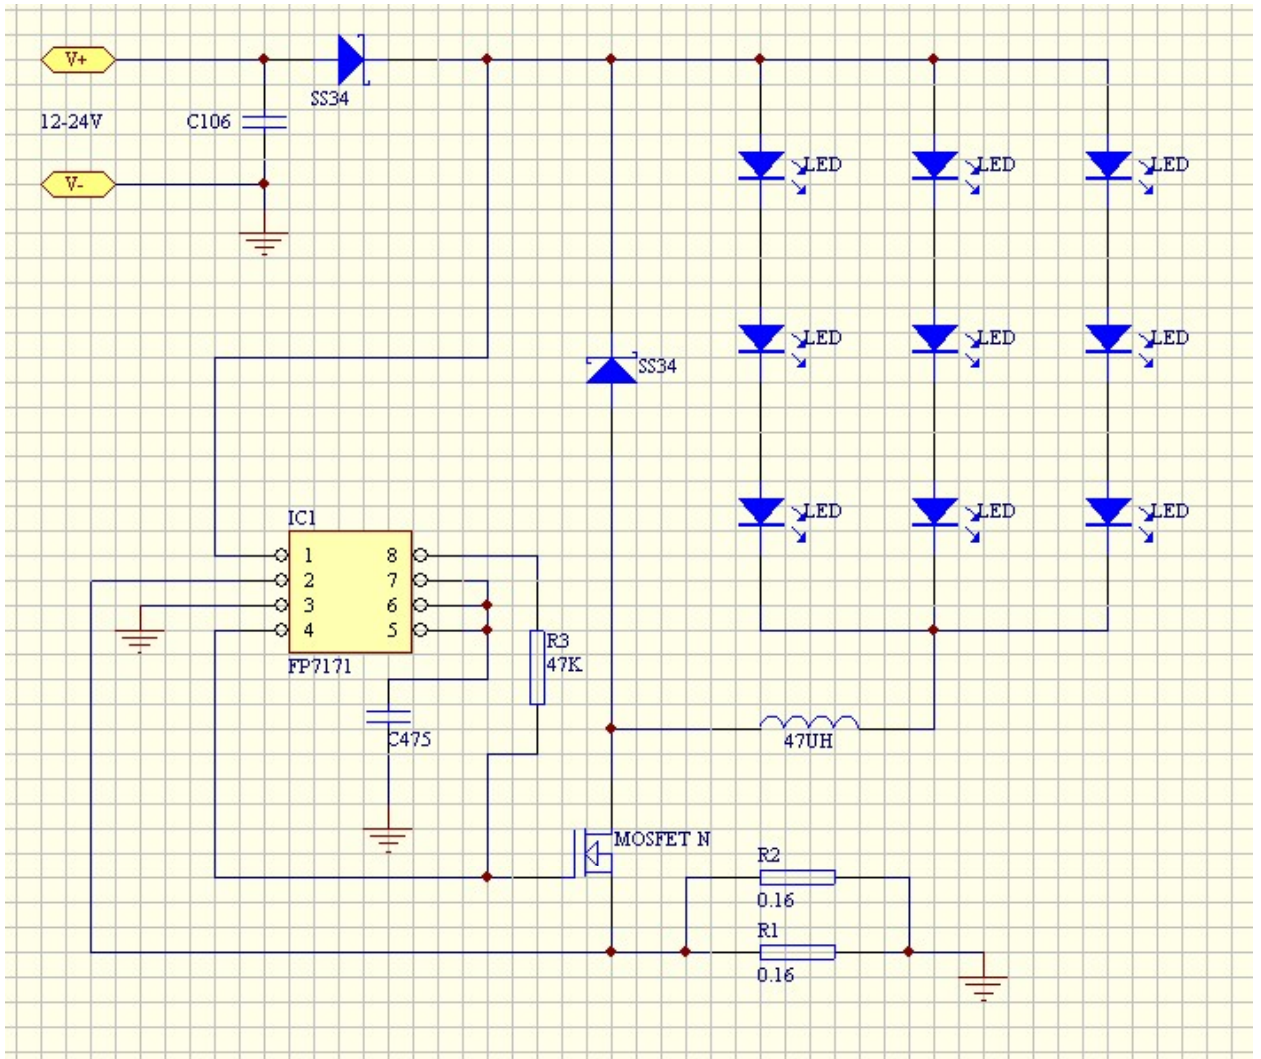 V+
SS34
12-24V
C106
V-
LED
LED
LED
LED
LED
LED
SS34
LED
LED
LED
IC1
1 8
2 7
3 6
4 5
FP7171
R3
47K
C475
47UH
MOSFET N
R2
0.16
R1
0.16